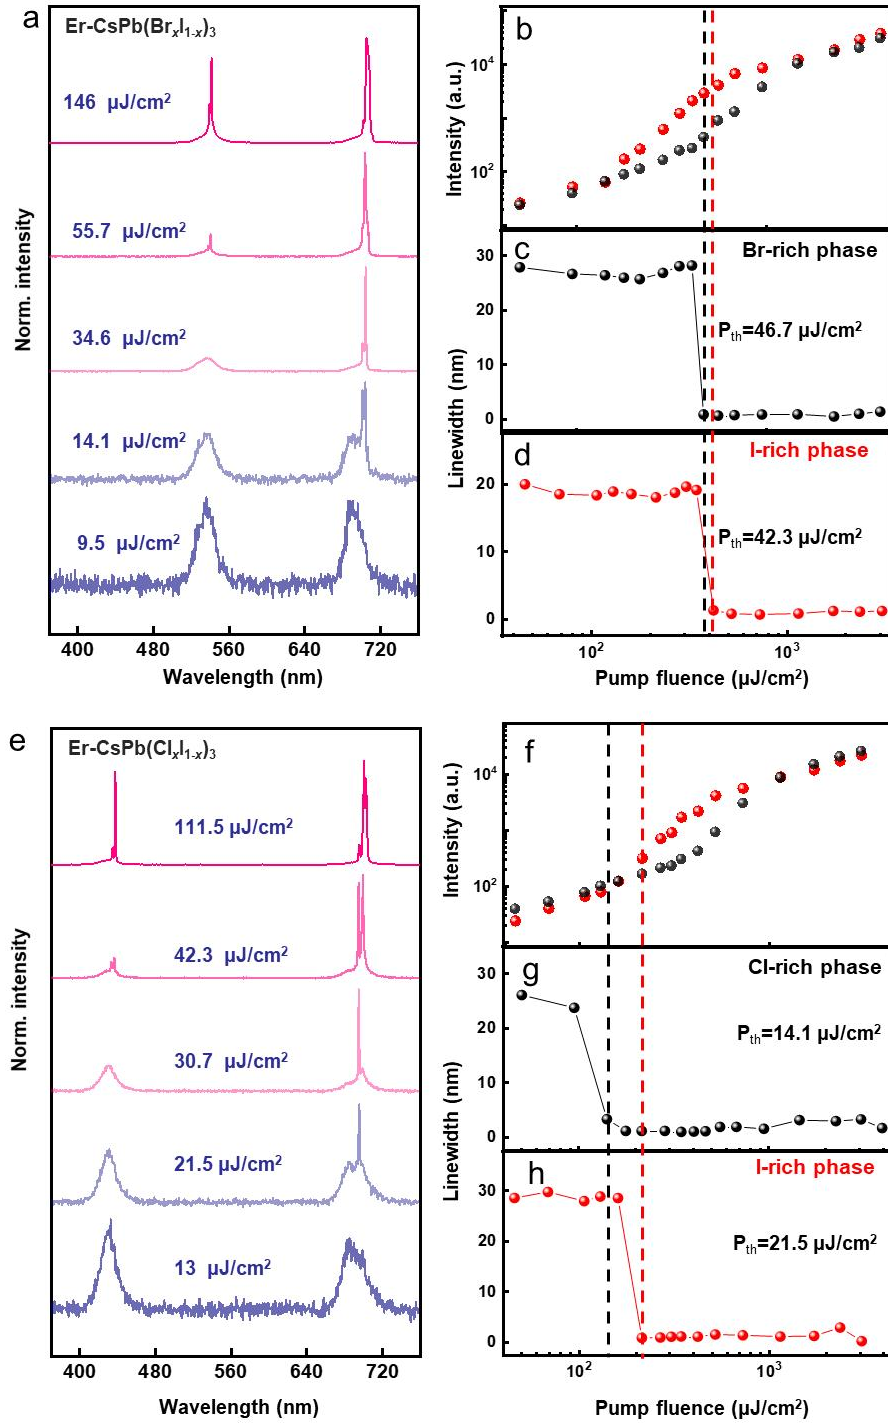 a
Er-CsPb(BrxI1-x)3
146 μJ/cm2
55.7 μJ/cm2
34.6 μJ/cm2
14.1 μJ/cm2
9.5 μJ/cm2
Norm. intensity
400 480 560 640 720
Wavelength (nm)
b
Intensity (a.u.)
10^4
10^2
c
Br-rich phase
Pth=46.7 μJ/cm2
30
20
10
0
Linewidth (nm)
d
I-rich phase
Pth=42.3 μJ/cm2
20
10
0
10^2 10^3
Pump fluence (μJ/cm2)
e
Er-CsPb(ClxI1-x)3
111.5 μJ/cm2
42.3 μJ/cm2
30.7 μJ/cm2
21.5 μJ/cm2
13 μJ/cm2
Norm. intensity
400 480 560 640 720
Wavelength (nm)
f
Intensity (a.u.)
10^4
10^2
g
Cl-rich phase
Pth=14.1 μJ/cm2
30
20
10
0
Linewidth (nm)
h
I-rich phase
Pth=21.5 μJ/cm2
30
20
10
0
10^2 10^3
Pump fluence (μJ/cm2)